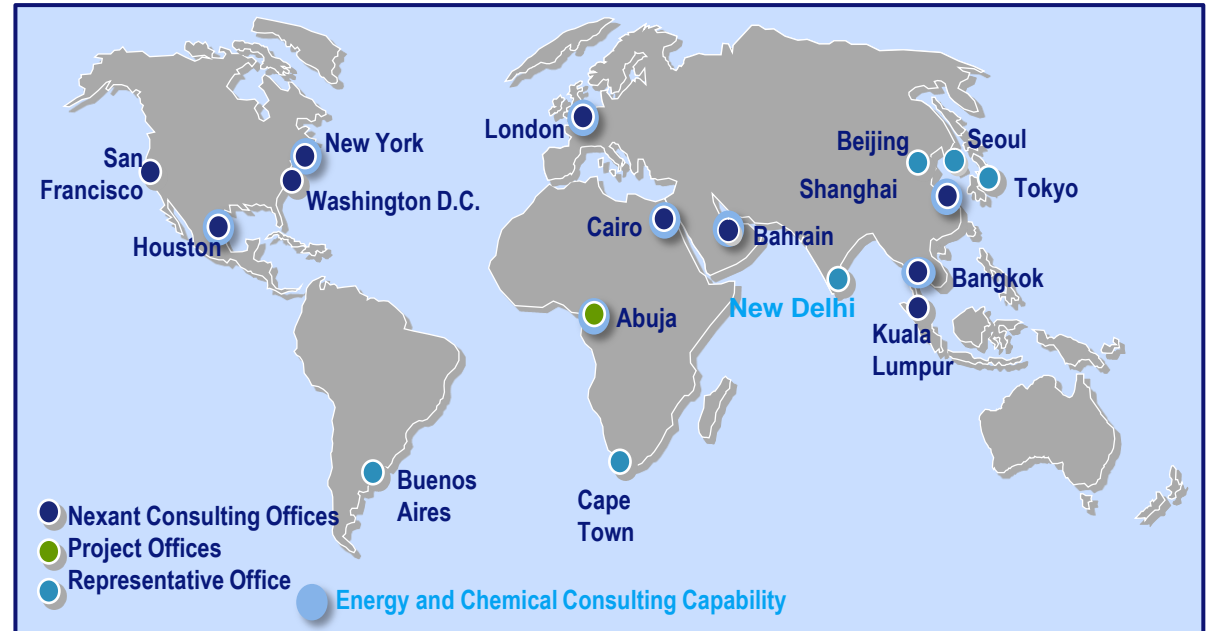 London
Beijing
Seoul
New York
San
Francisco
Shanghai
Tokyo
Washington D.C.
Cairo
Bahrain
Houston
Bangkok
New Delhi
Abuja
Kuala
Lumpur
Buenos
Aires
Cape
Town
Nexant Consulting Offices
Project Offices
Representative Office
Energy and Chemical Consulting Capability